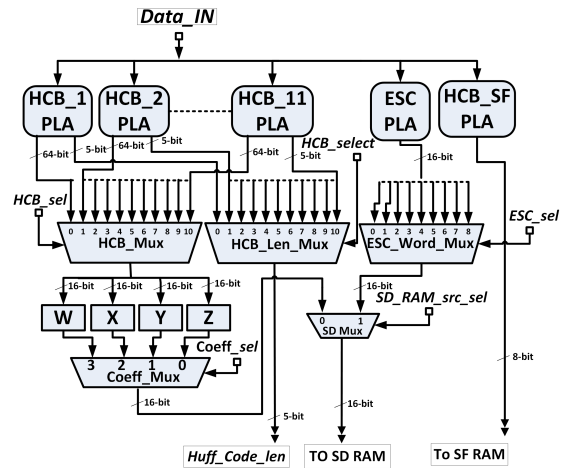 Data_IN
HCB_1 PLA
HCB_2 PLA
HCB_11 PLA
ESC PLA
HCB_SF PLA
64-bit
5-bit
64-bit
5-bit
64-bit
5-bit
HCB_select
16-bit
HCB_sel
0 1 2 3 4 5 6 7 8 9 10
HCB_Mux
0 1 2 3 4 5 6 7 8 9 10
HCB_Len_Mux
0 1 2 3 4 5 6 7 8
ESC_Word_Mux
ESC_sel
16-bit
16-bit
16-bit
16-bit
16-bit
16-bit
SD_RAM_src_sel
W
X
Y
Z
0 1
SD Mux
Coeff_sel
3 2 1 0
Coeff_Mux
8-bit
16-bit
5-bit
16-bit
Huff_Code_len
TO SD RAM
To SF RAM